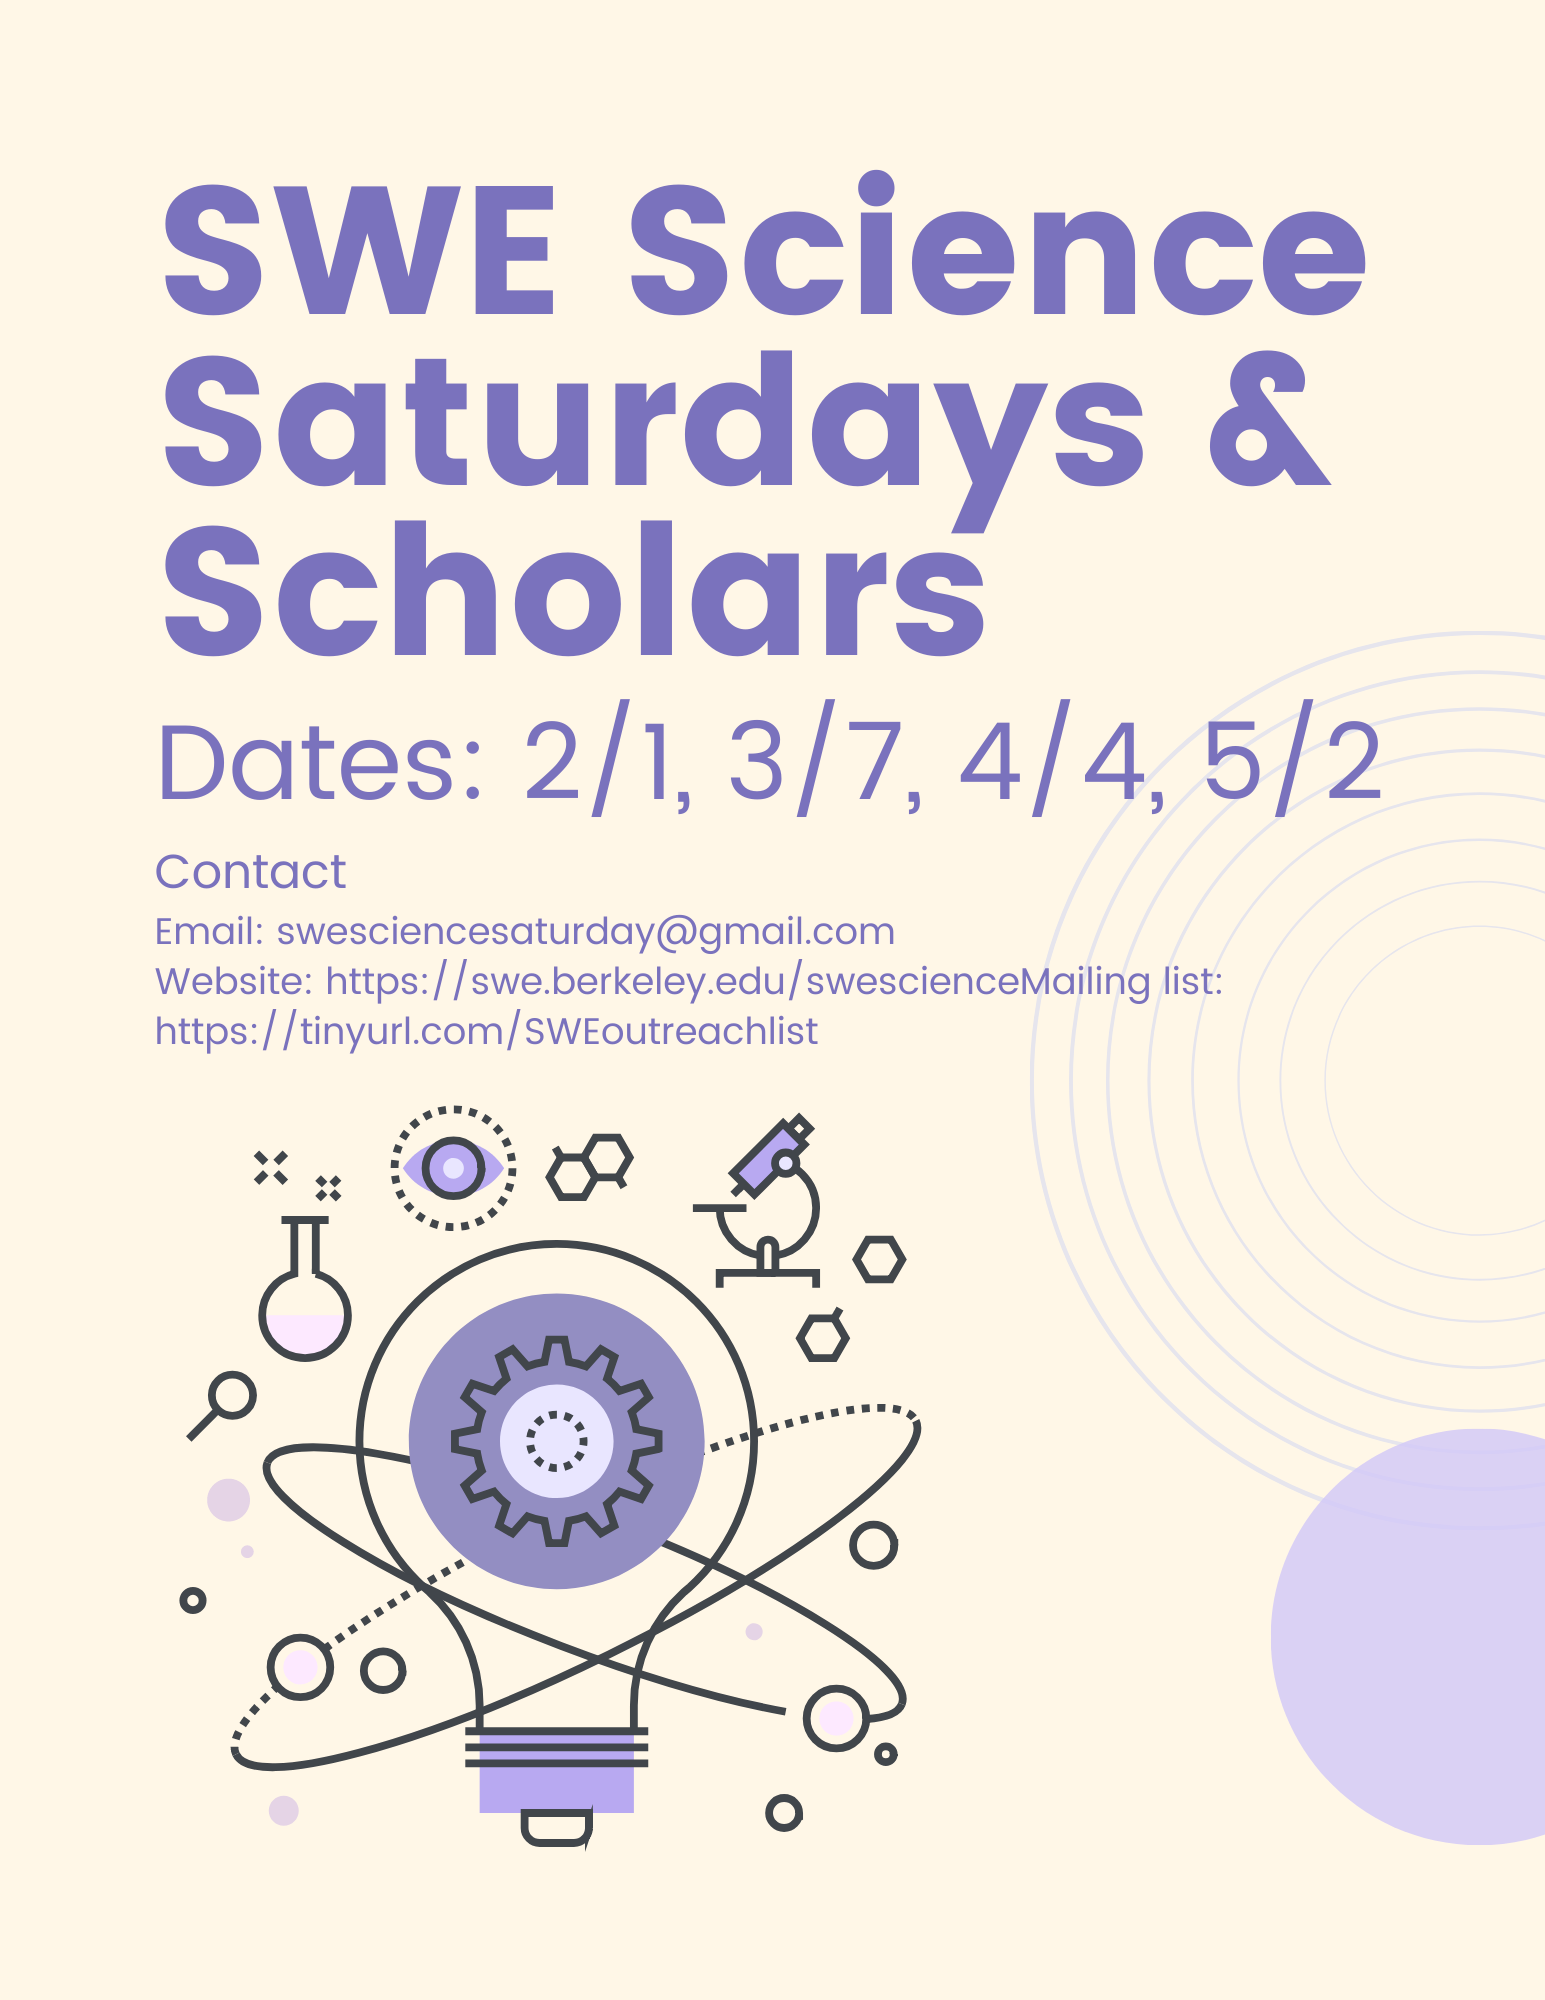 SWE Science
Saturdays &
Scholars
Dates: 2/1, 3/7, 4/4, 5/2
Contact
Email: swesciencesaturday@gmail.com
Website: https://swe.berkeley.edu/swescienceMailing list:
https://tinyurl.com/SWEoutreachlist